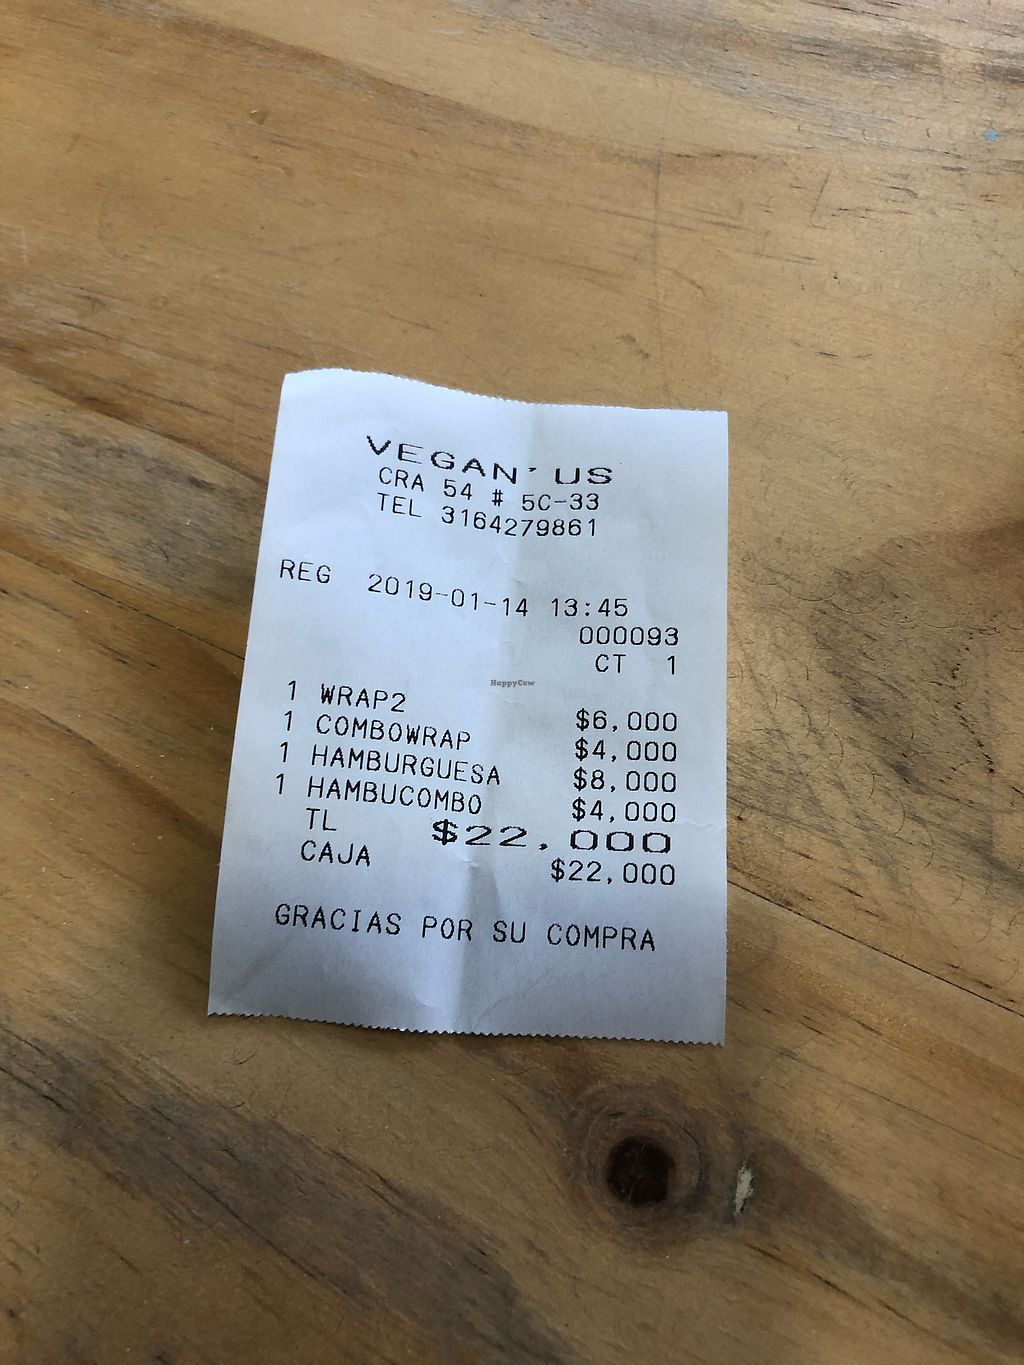 VEGAN'US
CRA 54 # 5C-33
TEL 3164279861
REG 2019-01-14 13:45
000093
CT 1
1 WRAP2 $6,000
1 COMBOWRAP $4,000
1 HAMBURGUESA $8,000
1 HAMBUCOMBO $4,000
TL $22,000
CAJA $22,000
GRACIAS POR SU COMPRA
HappyCow